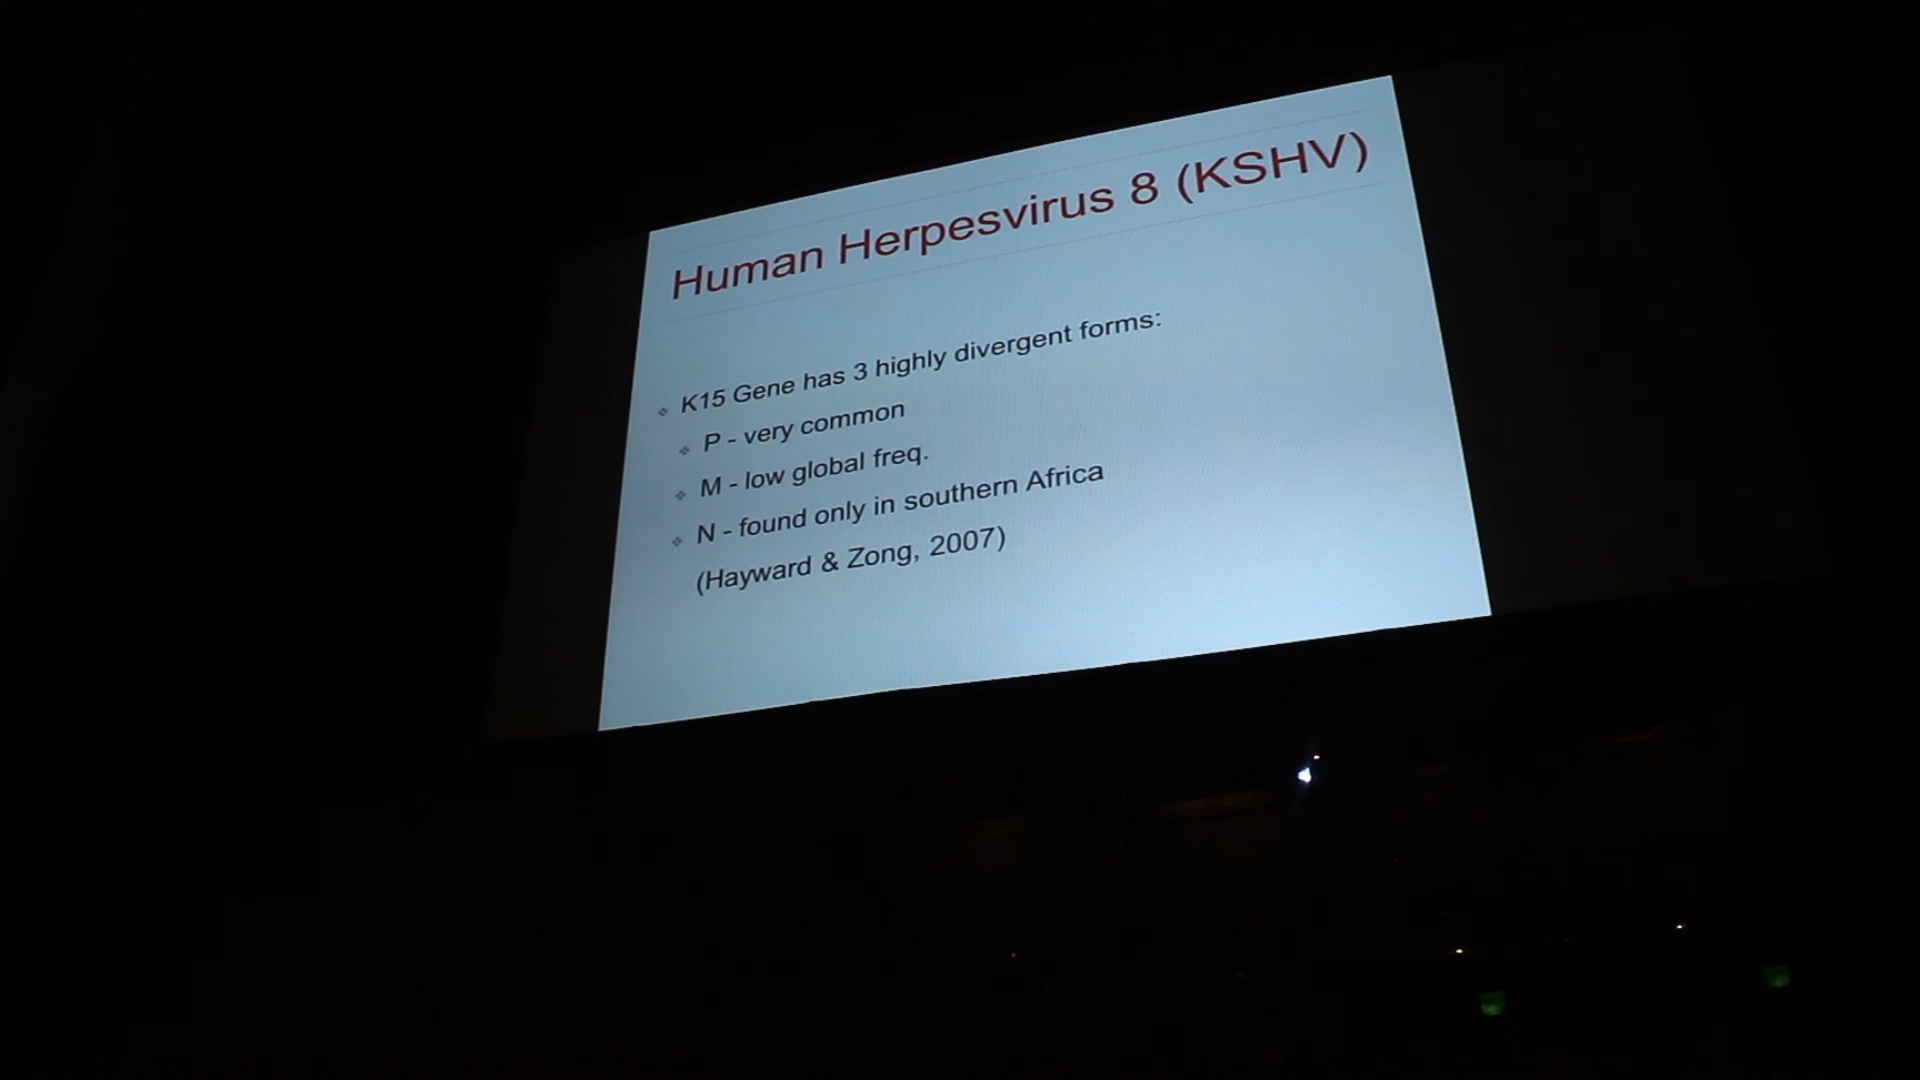 Human Herpesvirus 8 (KSHV)
K15 Gene has 3 highly divergent forms:
P - very common
M - low global freq.
N - found only in southern Africa
(Hayward & Zong, 2007)